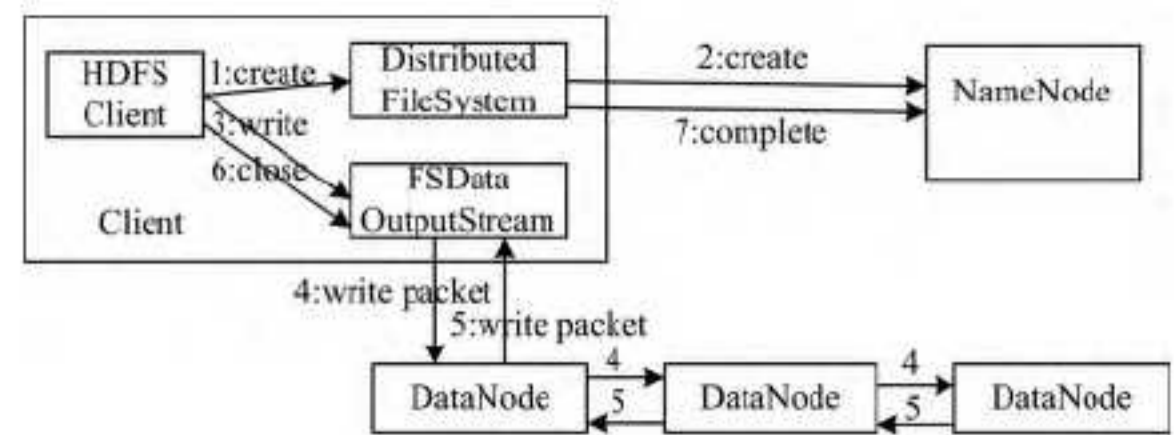 HDFS
Client
1:create
Distributed
FileSystem
2:create
NameNode
3:write
7:complete
6:close
FSData
OutputStream
Client
4:write packet
5:write packet
4
4
DataNode
5
DataNode
5
DataNode